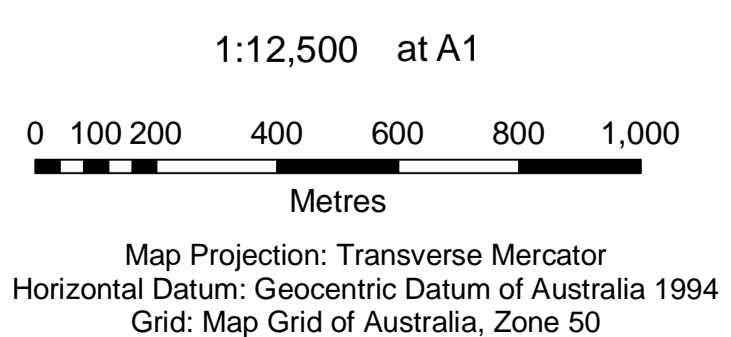 1:12,500 at A1
0 100 200 400 600 800 1,000
Metres
Map Projection: Transverse Mercator
Horizontal Datum: Geocentric Datum of Australia 1994
Grid: Map Grid of Australia, Zone 50